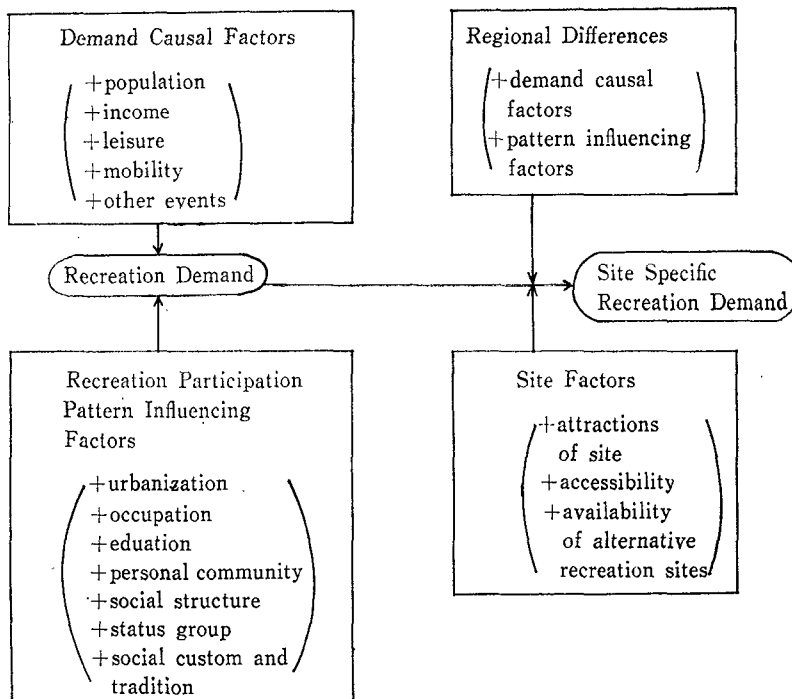 Demand Causal Factors
+population
+income
+leisure
+mobility
+other events
Regional Differences
+demand causal
factors
+pattern influencing
factors
Recreation Demand
Site Specific
Recreation Demand
Recreation Participation
Pattern Influencing
Factors
+urbanization
+occupation
+eduation
+personal community
+social structure
+status group
+social custom and
tradition
Site Factors
+attractions
of site
+accessibility
+availability
of alternative
recreation sites